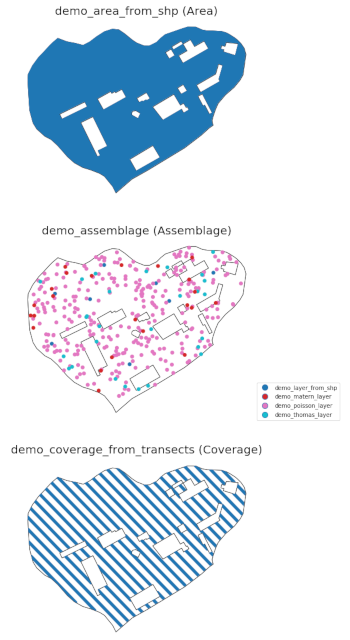 demo_area_from_shp (Area)
demo_assemblage (Assemblage)
demo_layer_from_shp
demo_matern_layer
demo_poisson_layer
demo_thomas_layer
demo_coverage_from_transects (Coverage)